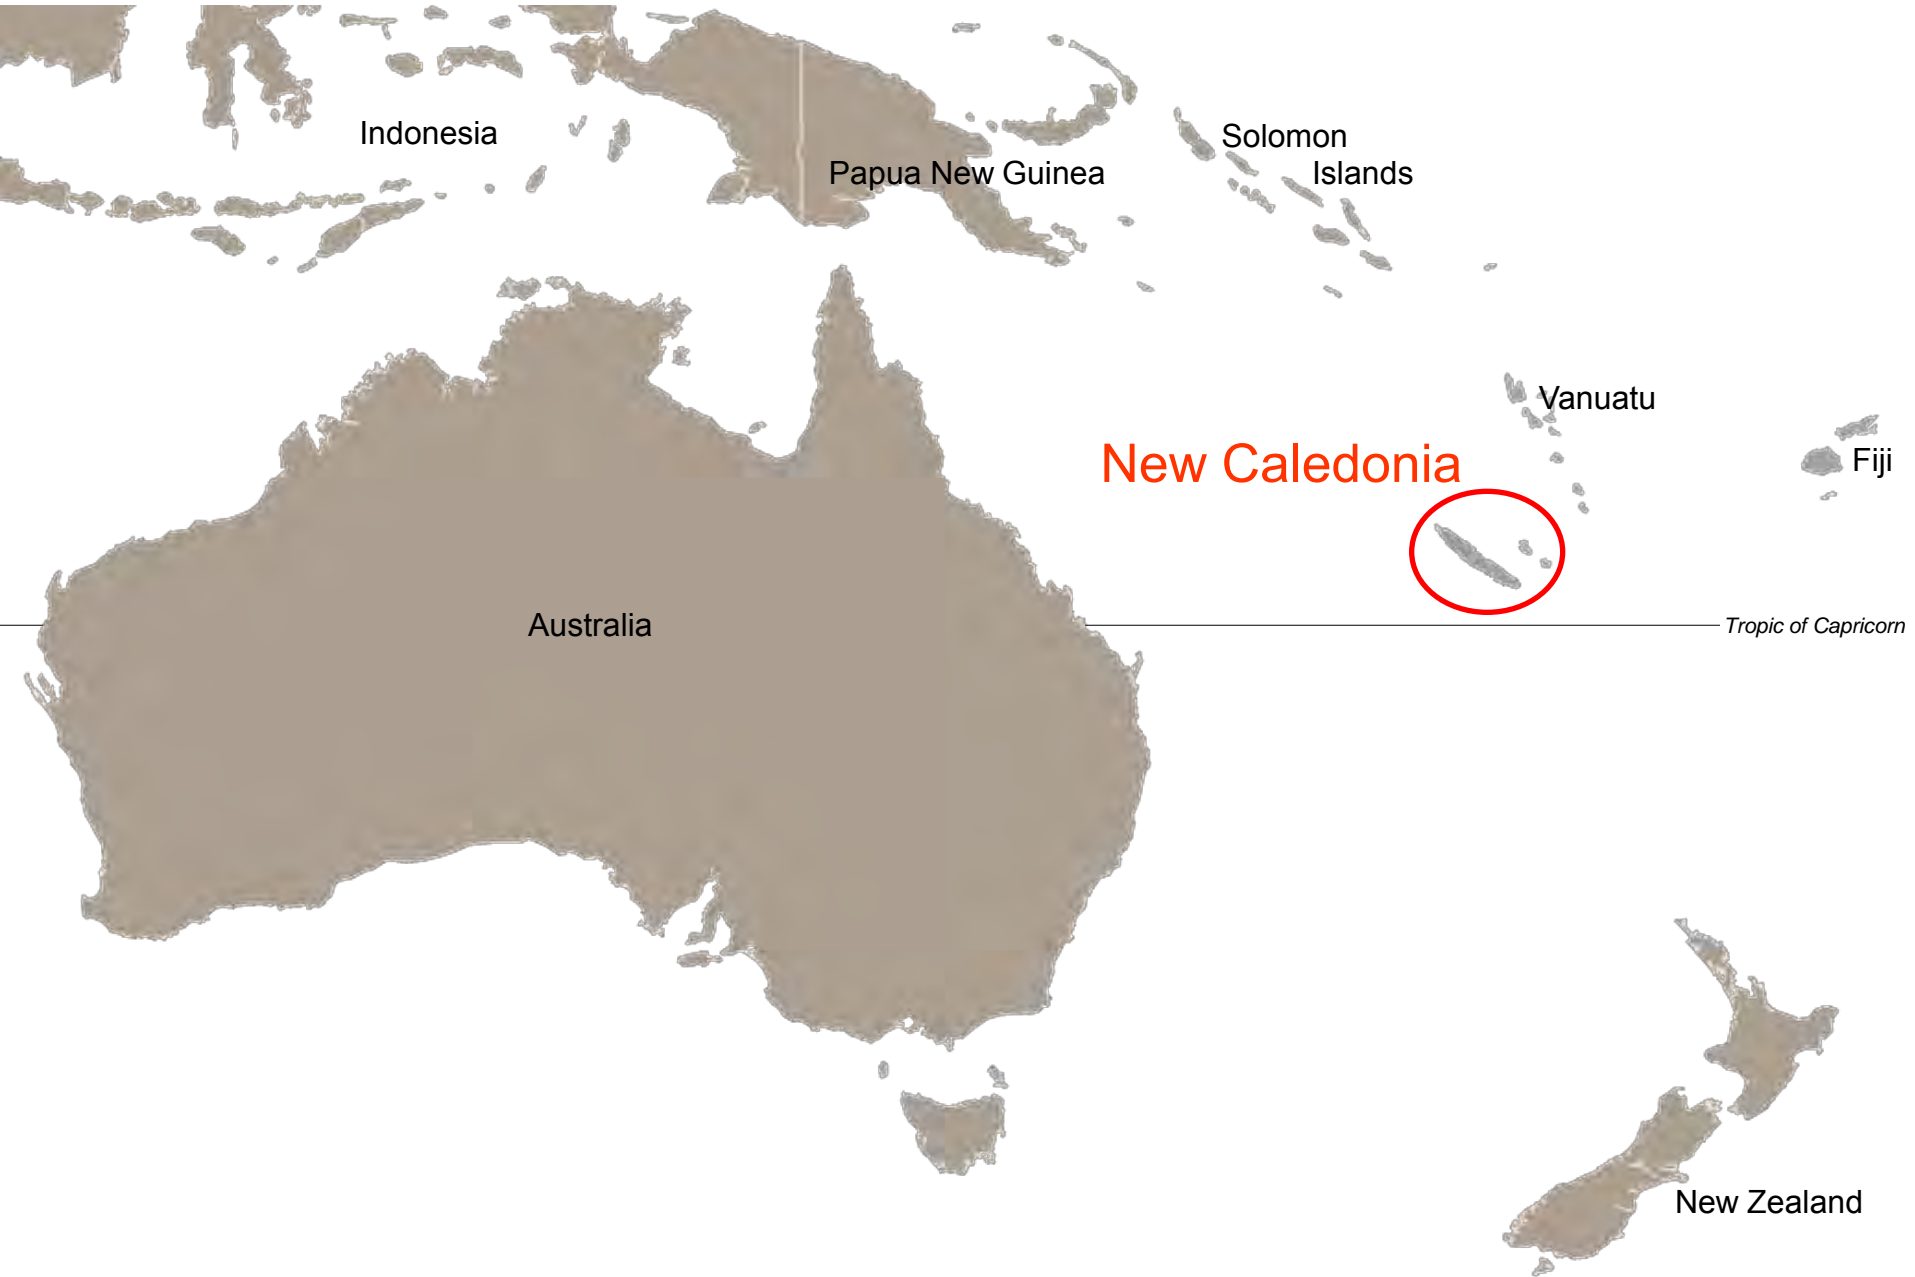 Indonesia
Solomon
Islands
Papua New Guinea
Vanuatu
New Caledonia
Fiji
Australia
Tropic of Capricorn
New Zealand